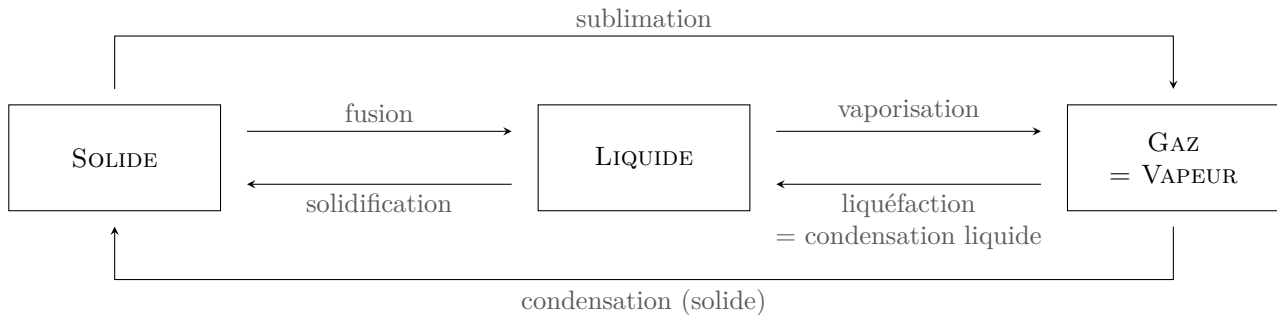 sublimation
fusion
vaporisation
SOLIDE
LIQUIDE
GAZ
= VAPEUR
solidification
liquéfaction
= condensation liquide
condensation (solide)